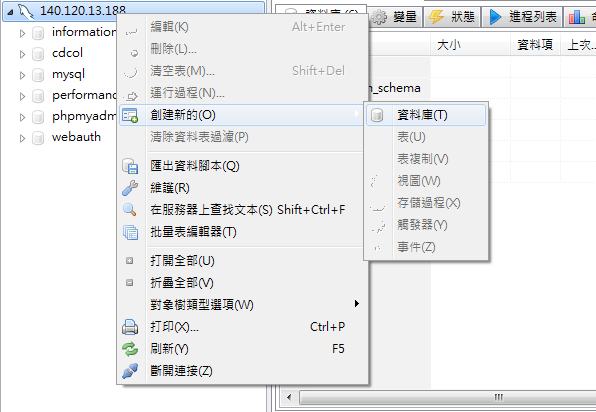 140.120.13.188
information
cdcol
mysql
performanc
phpmyadm
webauth
編輯(K) Alt+Enter
刪除(L)...
清空表(M)... Shift+Del
運行過程(N)...
創建新的(O)
清除資料表過濾(P)
匯出資料腳本(Q)
維護(R)
在服務器上查找文本(S) Shift+Ctrl+F
批量表編輯器(T)
打開全部(U)
折疊全部(V)
對象樹類型選項(W)
打印(X)... Ctrl+P
刷新(Y) F5
斷開連接(Z)
資料庫(T)
表(U)
表複制(V)
視圖(W)
存儲過程(X)
觸發器(Y)
事件(Z)
資料庫(S) 變量 狀態 進程列表
大小 資料項 上次...
n_schema